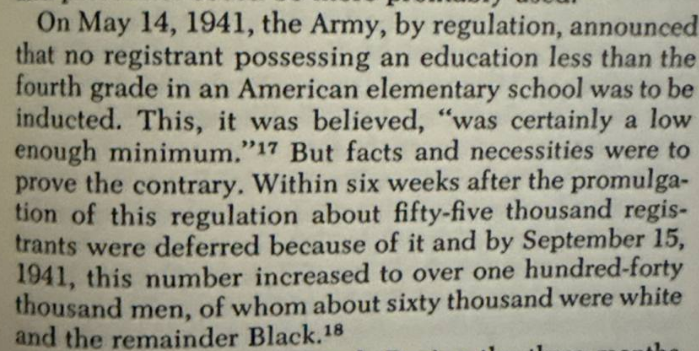 On May 14, 1941, the Army, by regulation, announced
that no registrant possessing an education less than the
fourth grade in an American elementary school was to be
inducted. This, it was believed, “was certainly a low
enough minimum.”17 But facts and necessities were to
prove the contrary. Within six weeks after the promulga-
tion of this regulation about fifty-five thousand regis-
trants were deferred because of it and by September 15,
1941, this number increased to over one hundred-forty
thousand men, of whom about sixty thousand were white
and the remainder Black.18